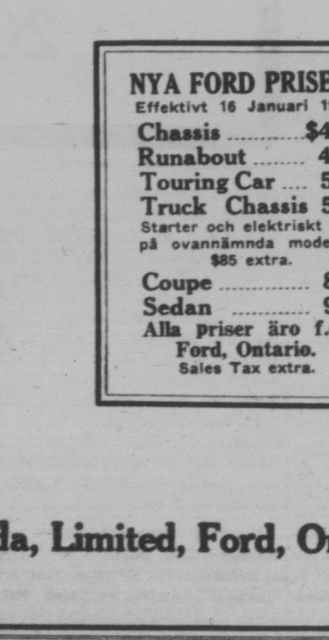 NYA FORD PRISE
Effektivt 16 Januari 1
Chassis ........... $4
Runabout ........ 4
Touring Car .... 5
Truck Chassis 5
Starter och elektriskt
på ovannämnda mode
$85 extra.
Coupe .............. 8
Sedan ............ 9
Alla priser äro f.
Ford, Ontario.
Sales Tax extra.
da, Limited, Ford, On